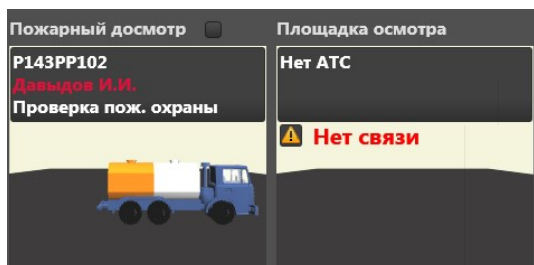 Пожарный досмотр
Р143РР102
Давыдов И.И.
Проверка пож. охраны
Площадка осмотра
Нет АТС
Нет связи